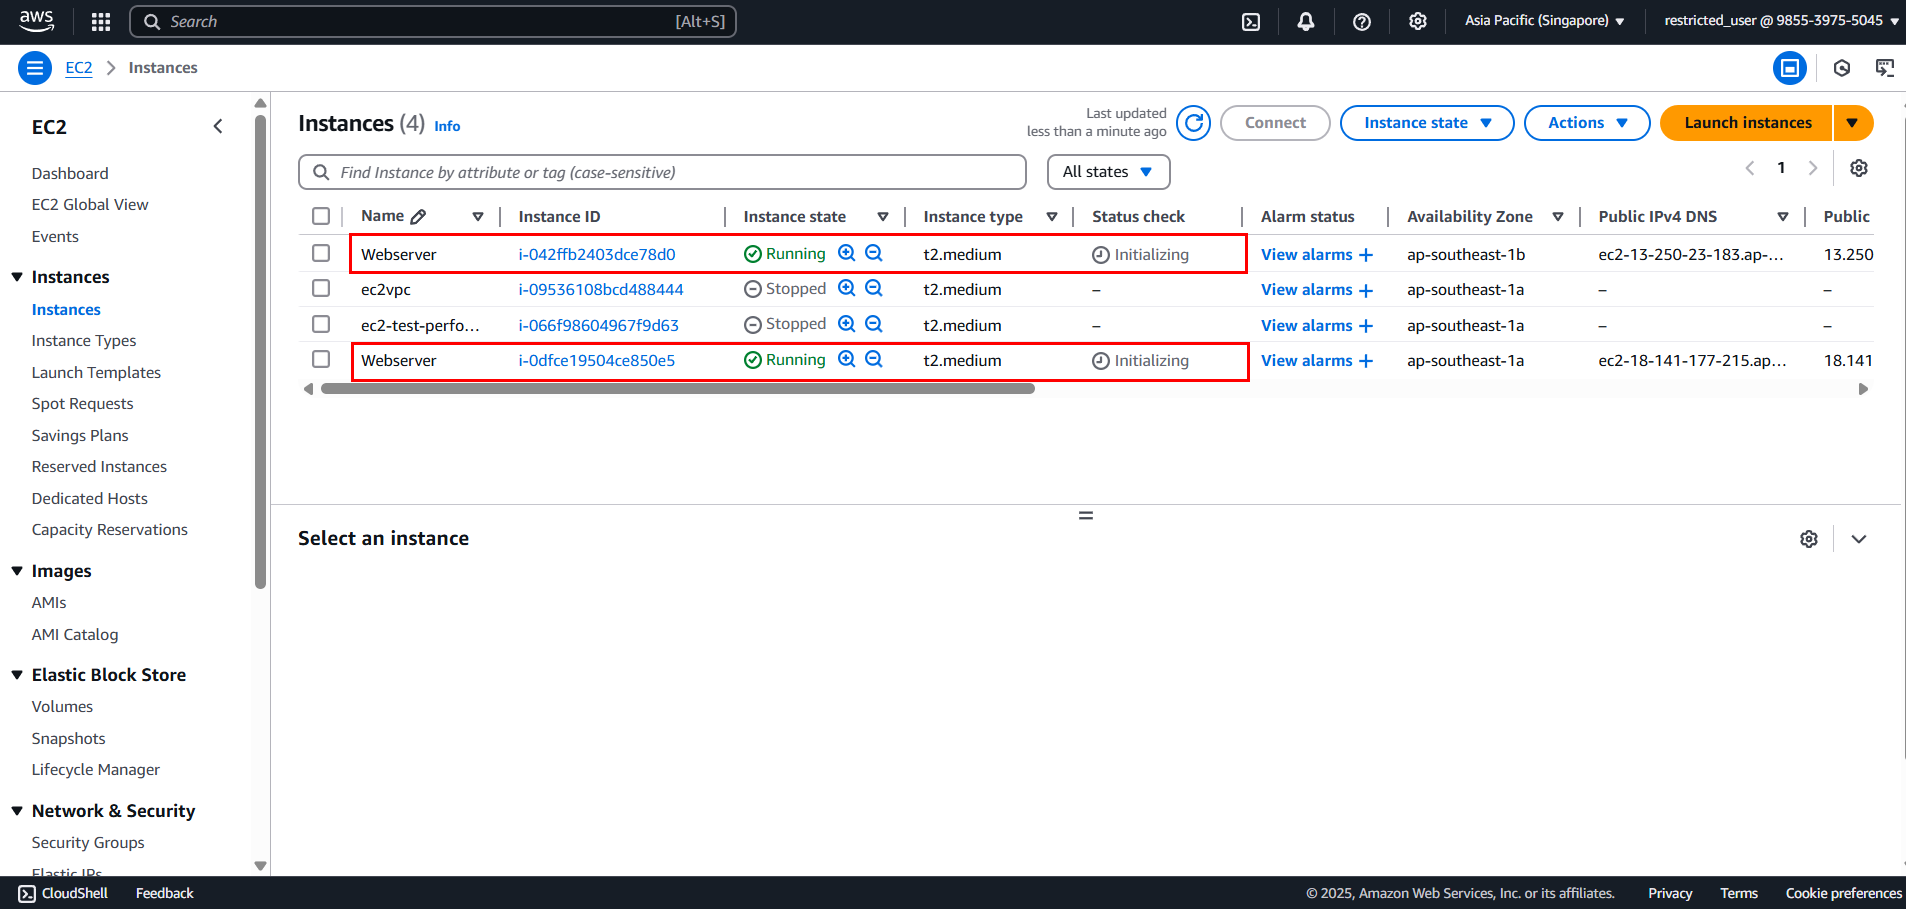 aws
Search [Alt+S]
Asia Pacific (Singapore)
restricted_user @ 9855-3975-5045
EC2 Instances
EC2
Dashboard
EC2 Global View
Events
Instances
Instances
Instance Types
Launch Templates
Spot Requests
Savings Plans
Reserved Instances
Dedicated Hosts
Capacity Reservations
Images
AMIs
AMI Catalog
Elastic Block Store
Volumes
Snapshots
Lifecycle Manager
Network & Security
Security Groups
Elastic IPs
Instances (4) Info
Last updated
less than a minute ago
Connect
Instance state
Actions
Launch instances
Find Instance by attribute or tag (case-sensitive)
All states
1
Name Instance ID Instance state Instance type Status check Alarm status Availability Zone Public IPv4 DNS Public
Webserver i-042ffb2403dce78d0 Running t2.medium Initializing View alarms + ap-southeast-1b ec2-13-250-23-183.ap-... 13.250
ec2vpc i-09536108bcd488444 Stopped t2.medium – View alarms + ap-southeast-1a – –
ec2-test-perfo... i-066f98604967f9d63 Stopped t2.medium – View alarms + ap-southeast-1a – –
Webserver i-0dfce19504ce850e5 Running t2.medium Initializing View alarms + ap-southeast-1a ec2-18-141-177-215.ap... 18.141
Select an instance
CloudShell Feedback
© 2025, Amazon Web Services, Inc. or its affiliates. Privacy Terms Cookie preferences